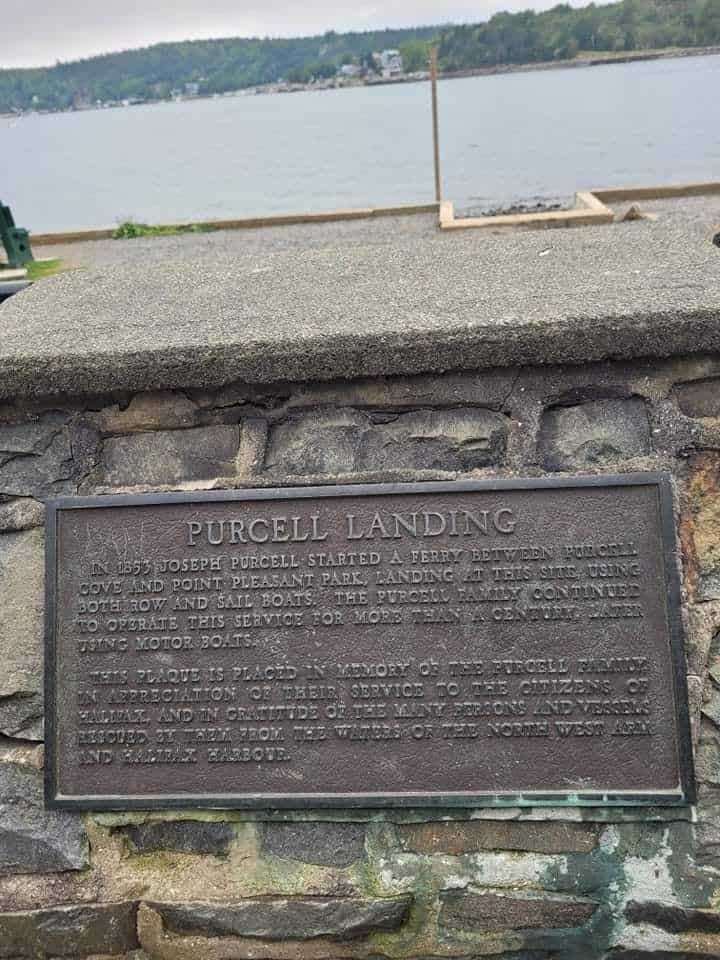 PURCELL LANDING
IN 1853 JOSEPH PURCELL STARTED A FERRY BETWEEN PURCELL
COVE AND POINT PLEASANT PARK, LANDING AT THIS SITE, USING
BOTH ROW AND SAIL BOATS. THE PURCELL FAMILY CONTINUED
TO OPERATE THIS SERVICE FOR MORE THAN A CENTURY, LATER
USING MOTOR BOATS.
THIS PLAQUE IS PLACED IN MEMORY OF THE PURCELL FAMILY
IN APPRECIATION OF THEIR SERVICE TO THE CITIZENS OF
HALIFAX, AND IN GRATITUDE OF THE MANY PERSONS AND VESSELS
RESCUED BY THEM FROM THE WATERS OF THE NORTH WEST ARM
AND HALIFAX HARBOUR.